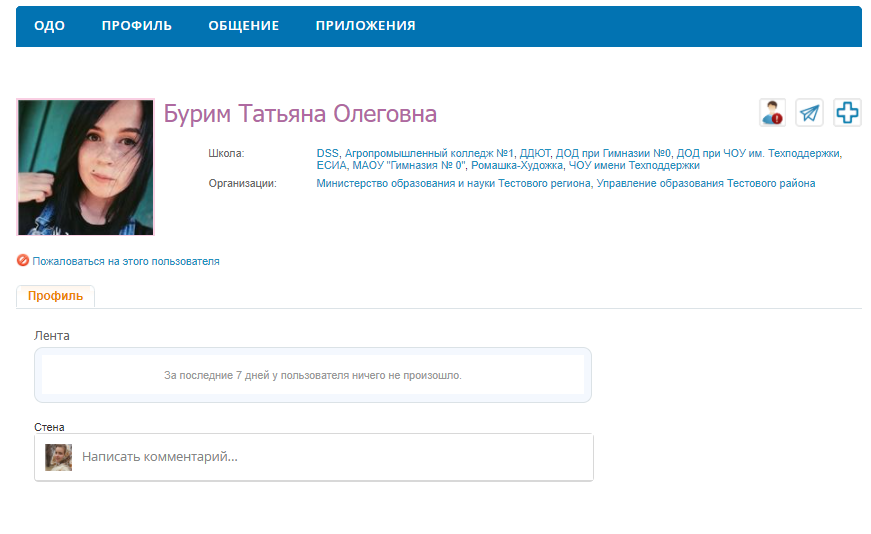 ОДО ПРОФИЛЬ ОБЩЕНИЕ ПРИЛОЖЕНИЯ
Бурим Татьяна Олеговна
Школа: DSS, Агропромышленный колледж №1, ДДЮТ, ДОД при Гимназии №0, ДОД при ЧОУ им. Техподдержки,
ЕСИА, МАОУ "Гимназия № 0", Ромашка-Художка, ЧОУ имени Техподдержки
Организации: Министерство образования и науки Тестового региона, Управление образования Тестового района
Пожаловаться на этого пользователя
Профиль
Лента
За последние 7 дней у пользователя ничего не произошло.
Стена
Написать комментарий...